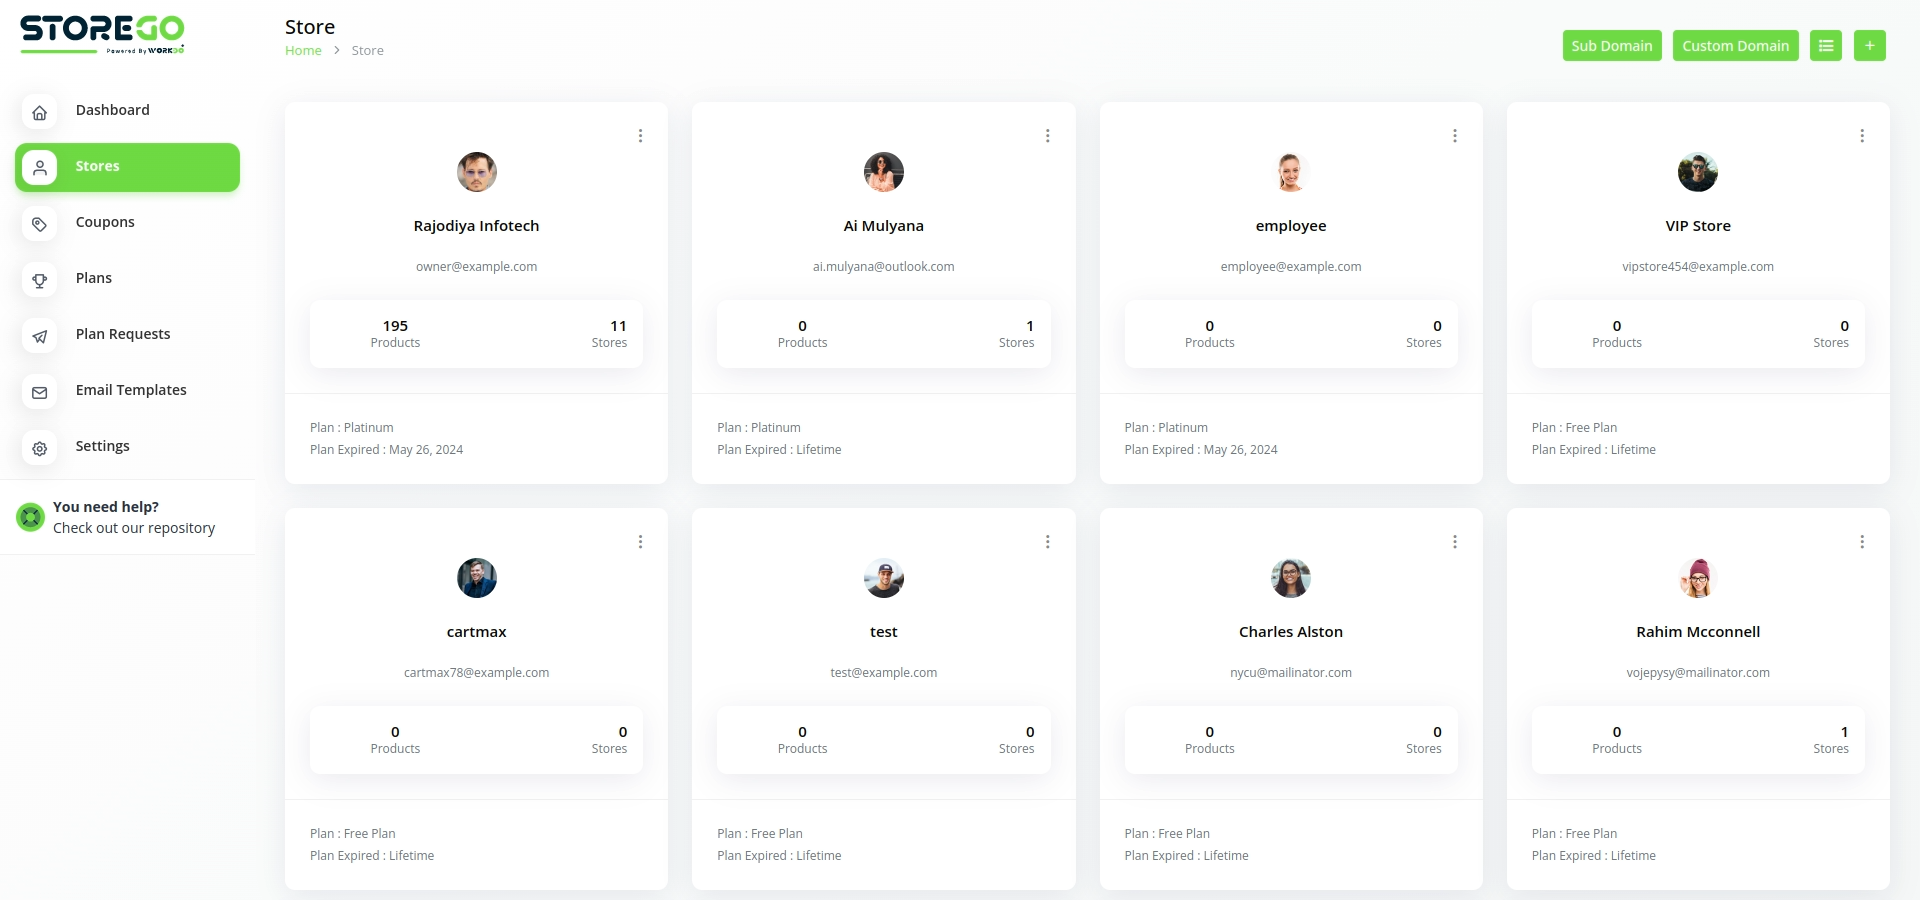 STOREGO
Powered By WORKDO
Dashboard
Stores
Coupons
Plans
Plan Requests
Email Templates
Settings
You need help?
Check out our repository
Store
Home > Store
Sub Domain
Custom Domain
+
Rajodiya Infotech
owner@example.com
195 11
Products Stores
Plan : Platinum
Plan Expired : May 26, 2024
Ai Mulyana
ai.mulyana@outlook.com
0 1
Products Stores
Plan : Platinum
Plan Expired : Lifetime
employee
employee@example.com
0 0
Products Stores
Plan : Platinum
Plan Expired : May 26, 2024
VIP Store
vipstore454@example.com
0 0
Products Stores
Plan : Free Plan
Plan Expired : Lifetime
cartmax
cartmax78@example.com
0 0
Products Stores
Plan : Free Plan
Plan Expired : Lifetime
test
test@example.com
0 0
Products Stores
Plan : Free Plan
Plan Expired : Lifetime
Charles Alston
nycu@mailinator.com
0 0
Products Stores
Plan : Free Plan
Plan Expired : Lifetime
Rahim Mcconnell
vojepysy@mailinator.com
0 1
Products Stores
Plan : Free Plan
Plan Expired : Lifetime